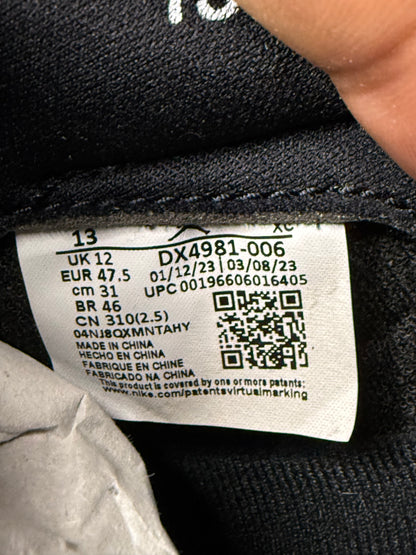 13 XC
UK 12 DX4981-006
EUR 47.5 01/12/23 | 03/08/23
cm 31 UPC 00196606016405
BR 46
CN 310(2.5)
04NJ8QXMNTAHY
MADE IN CHINA
HECHO EN CHINA
FABRIQUE EN CHINE
FABRICADO NA CHINA
This product is covered by one or more patents:
www.nike.com/patentsvirtualmarking